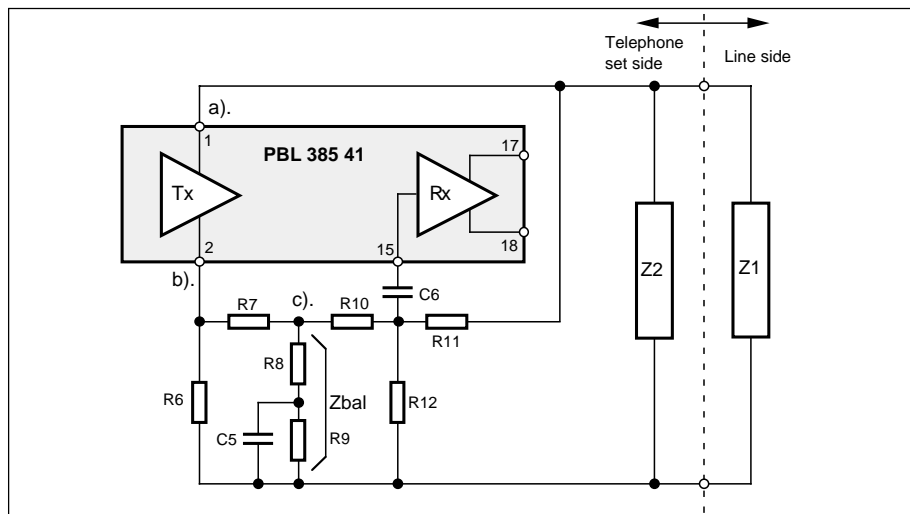 Telephone
set side
Line side
a).
1
PBL 385 41
17
Tx
Rx
2
15
18
b).
Z2
Z1
c).
R7
R10
C6
R11
R8
R6
Zbal
R12
C5
R9